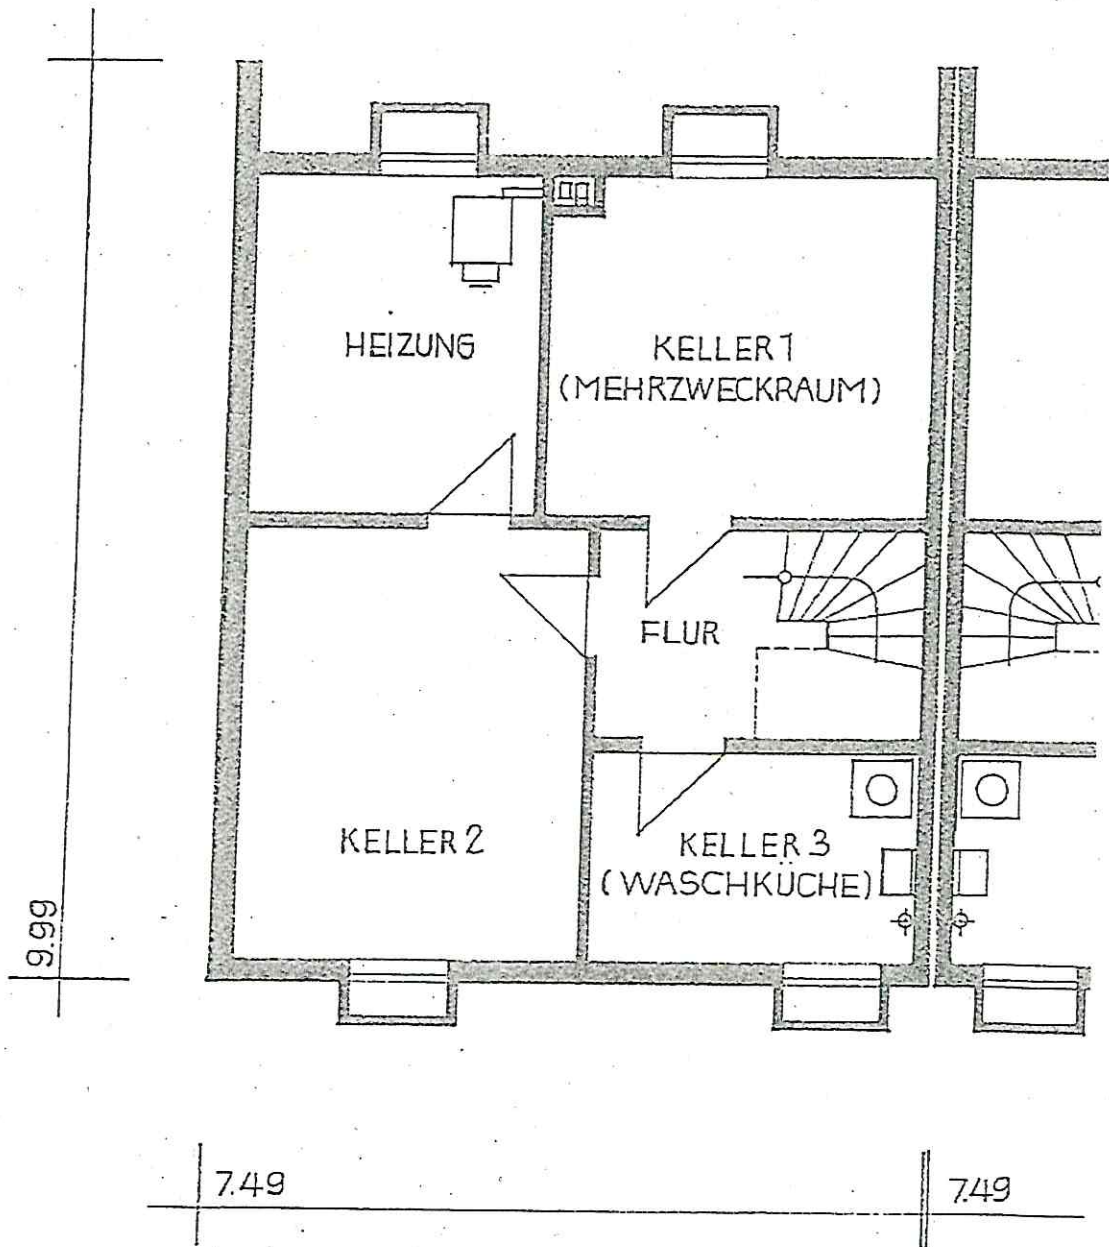 HEIZUNG
KELLER 1
(MEHRZWECKRAUM)
FLUR
KELLER 2
KELLER 3
(WASCHKÜCHE)
9.99
7.49
7.49